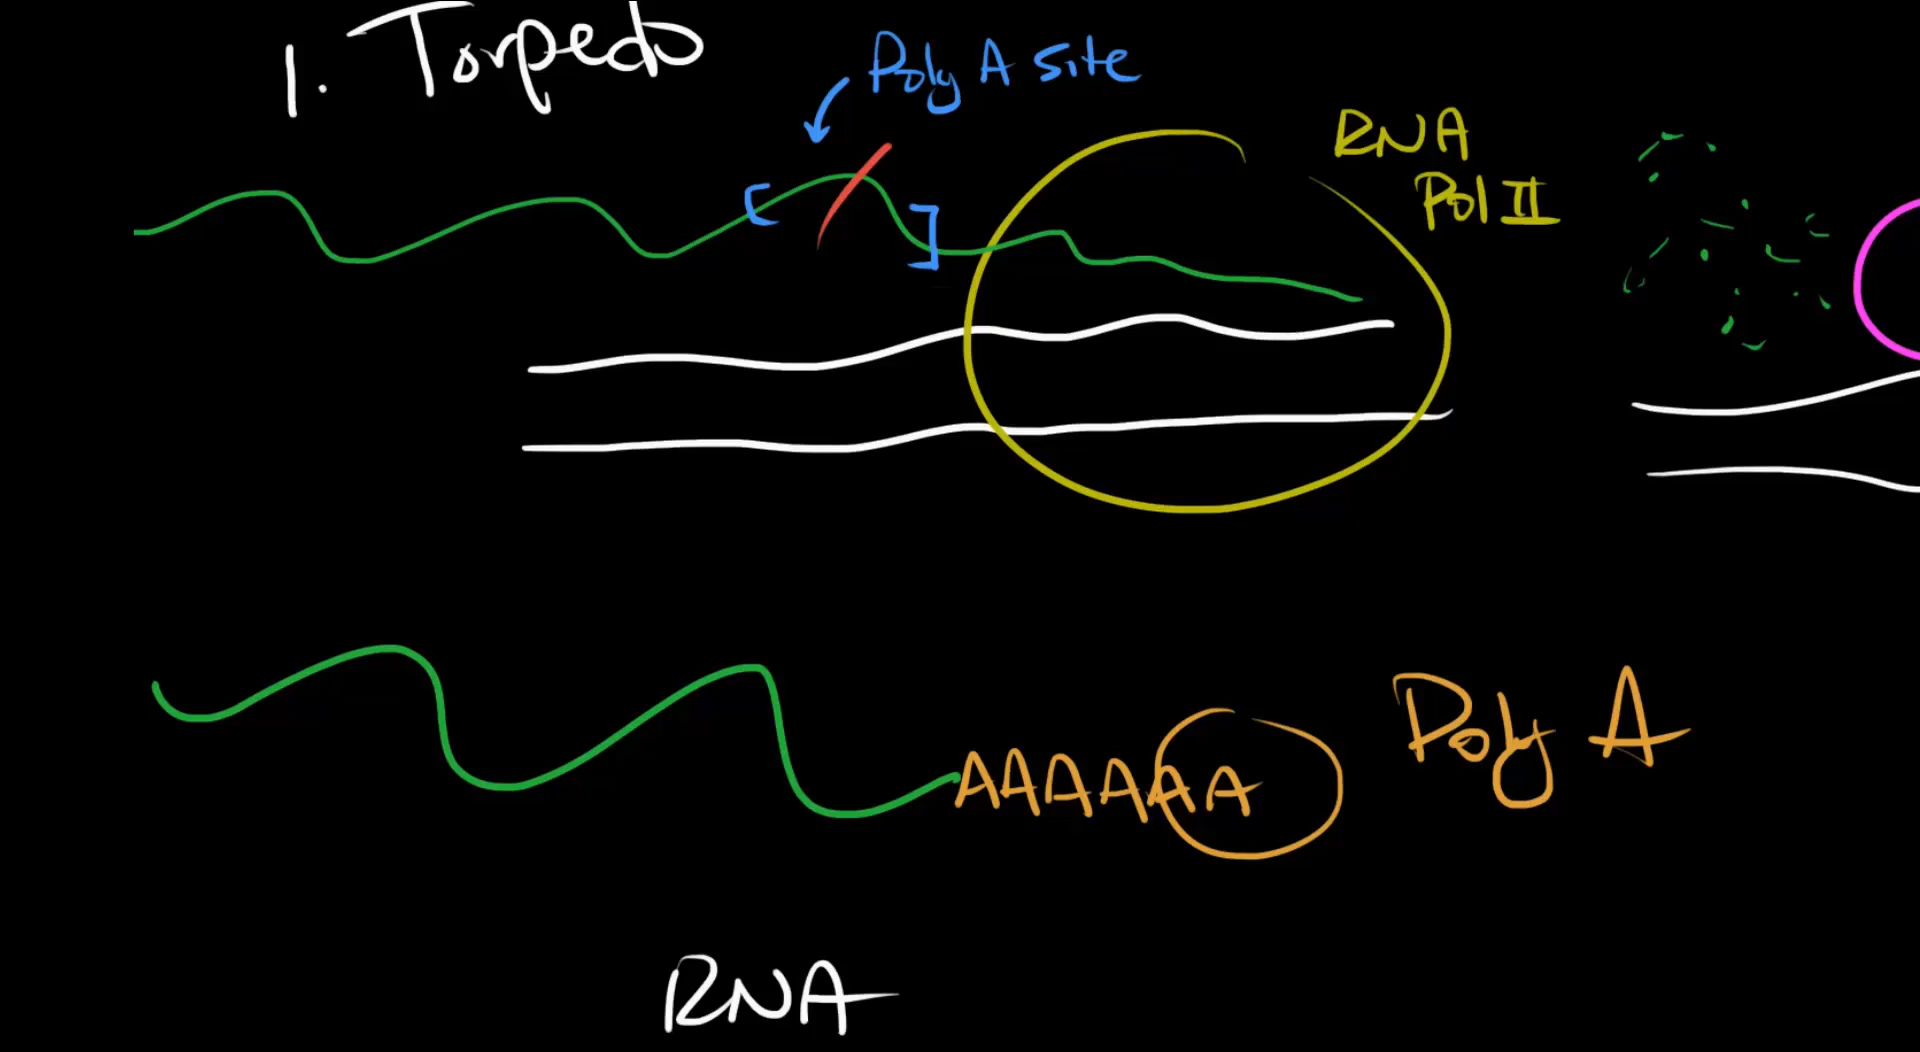 1. Torpedo
Poly A site
RNA
Pol II
AAAAAA
Poly A
RNA